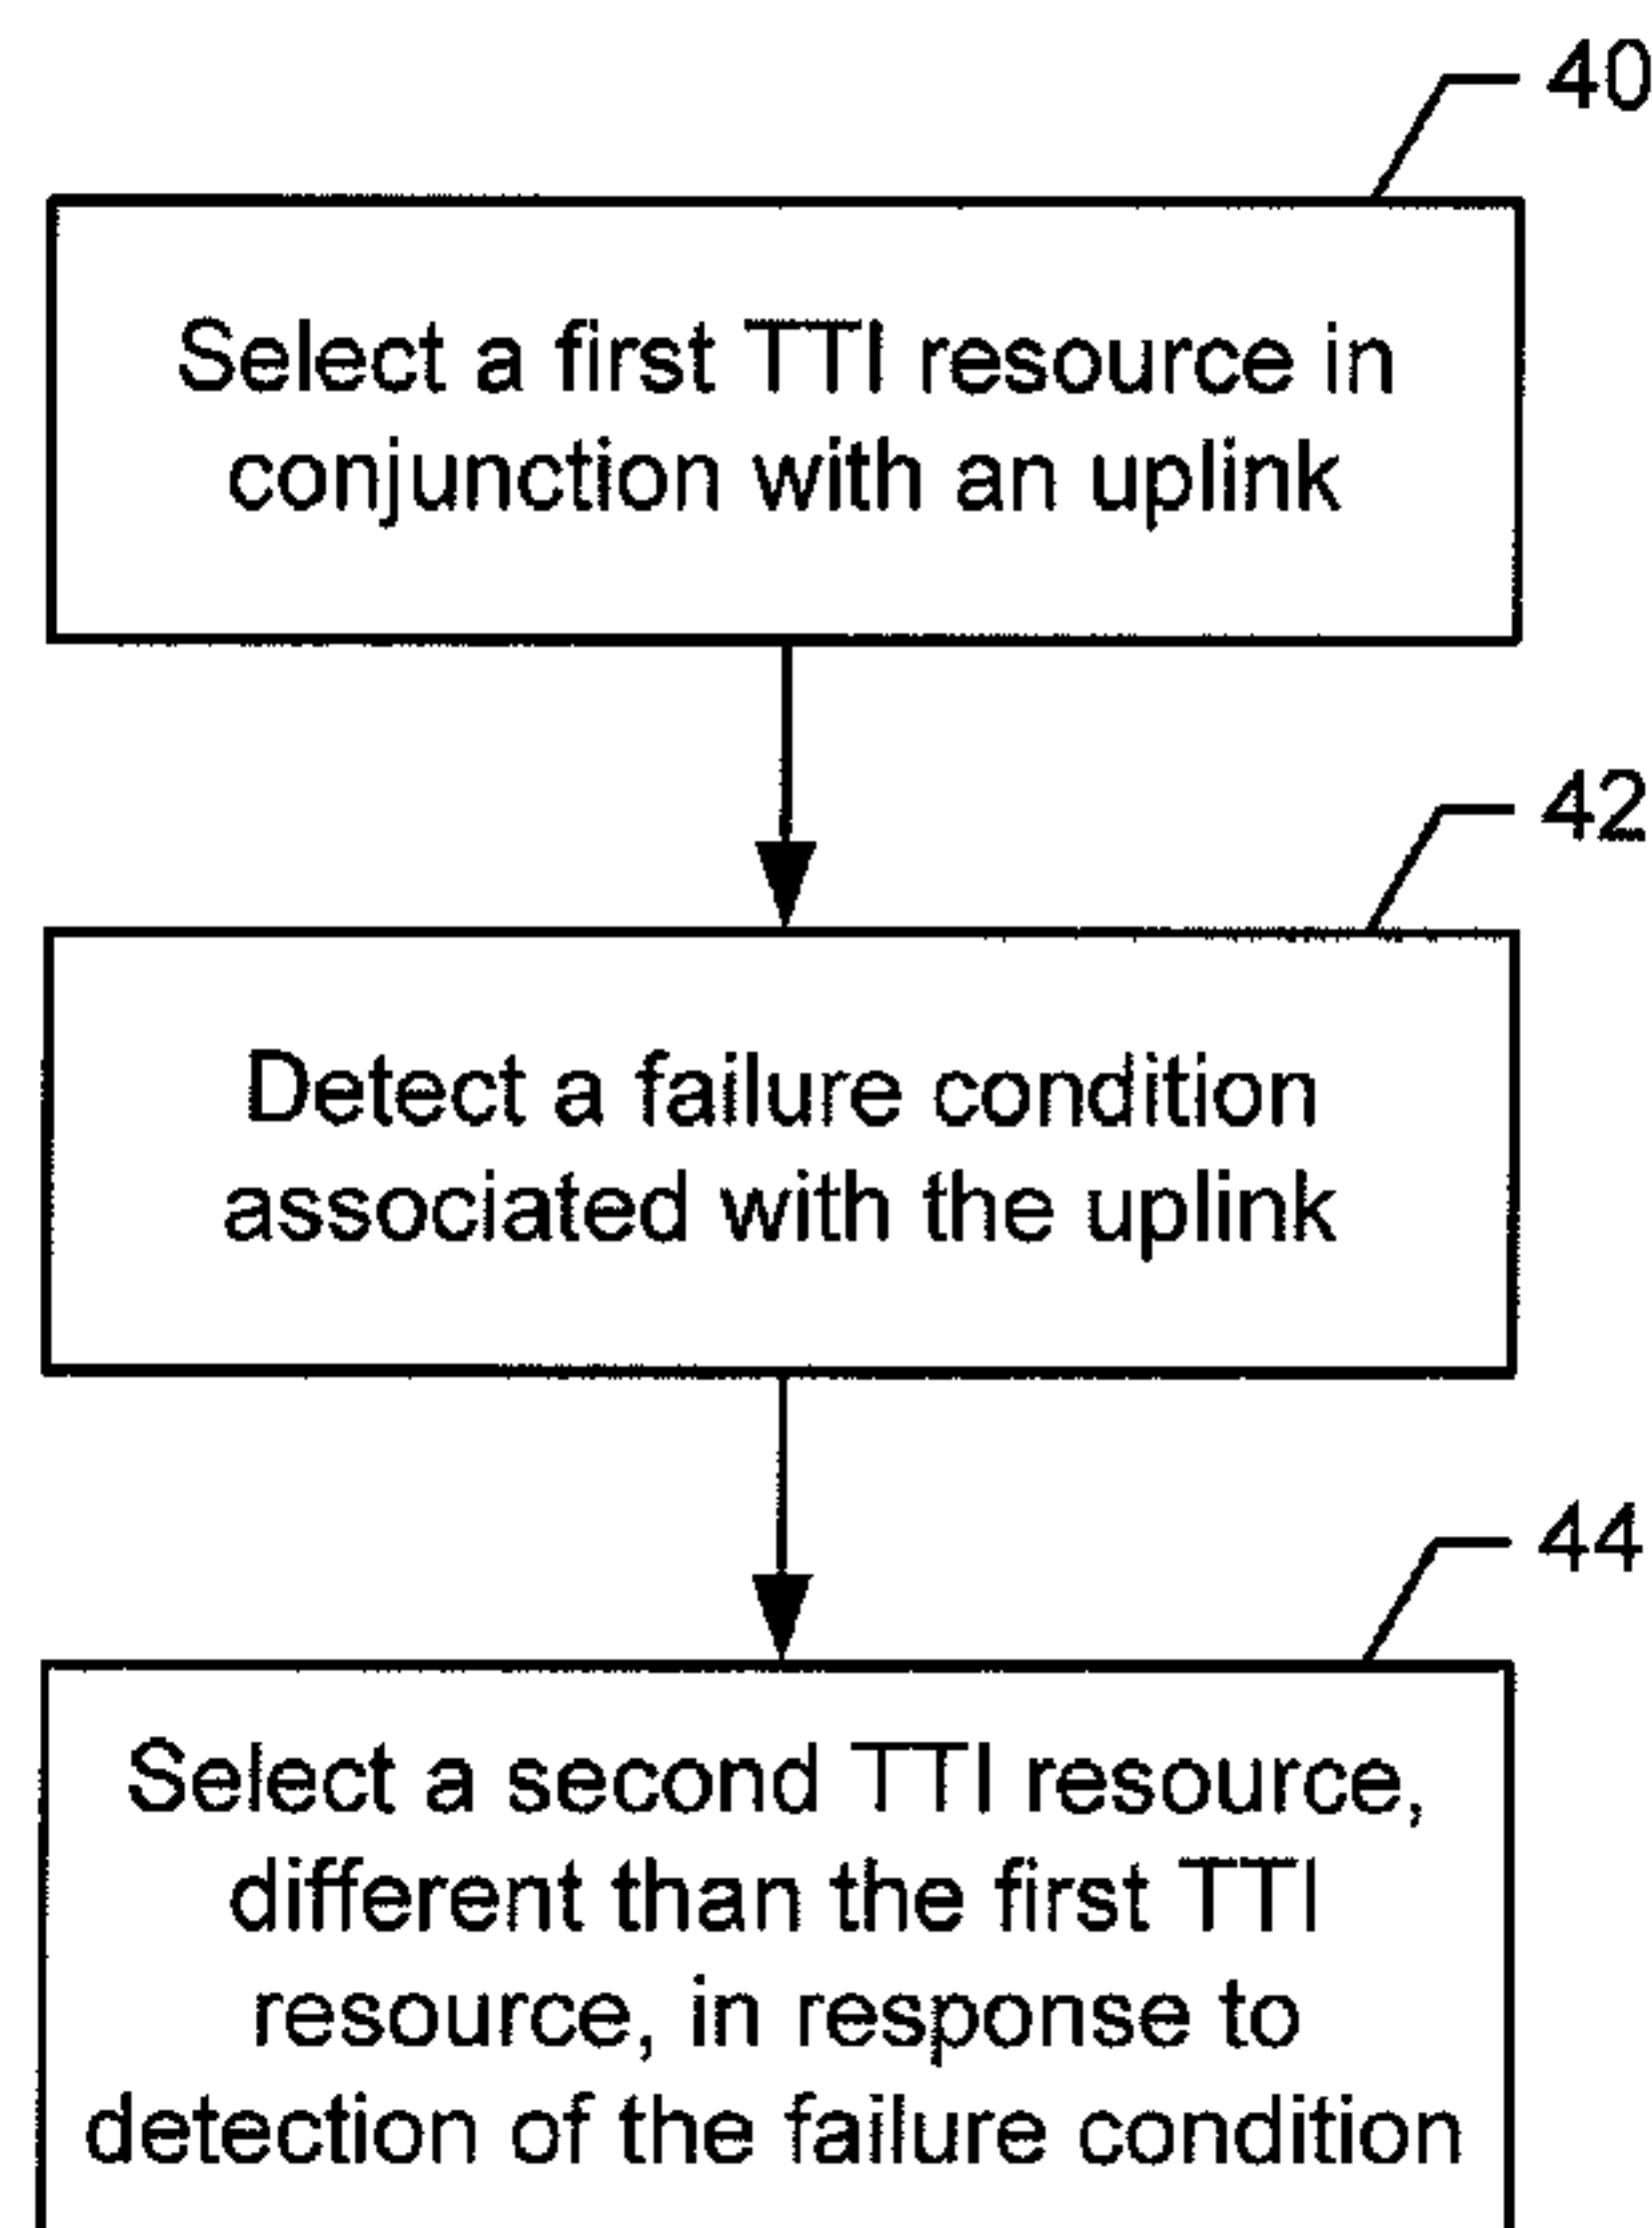 40
Select a first TTI resource in
conjunction with an uplink
42
Detect a failure condition
associated with the uplink
44
Select a second TTI resource,
different than the first TTI
resource, in response to
detection of the failure condition